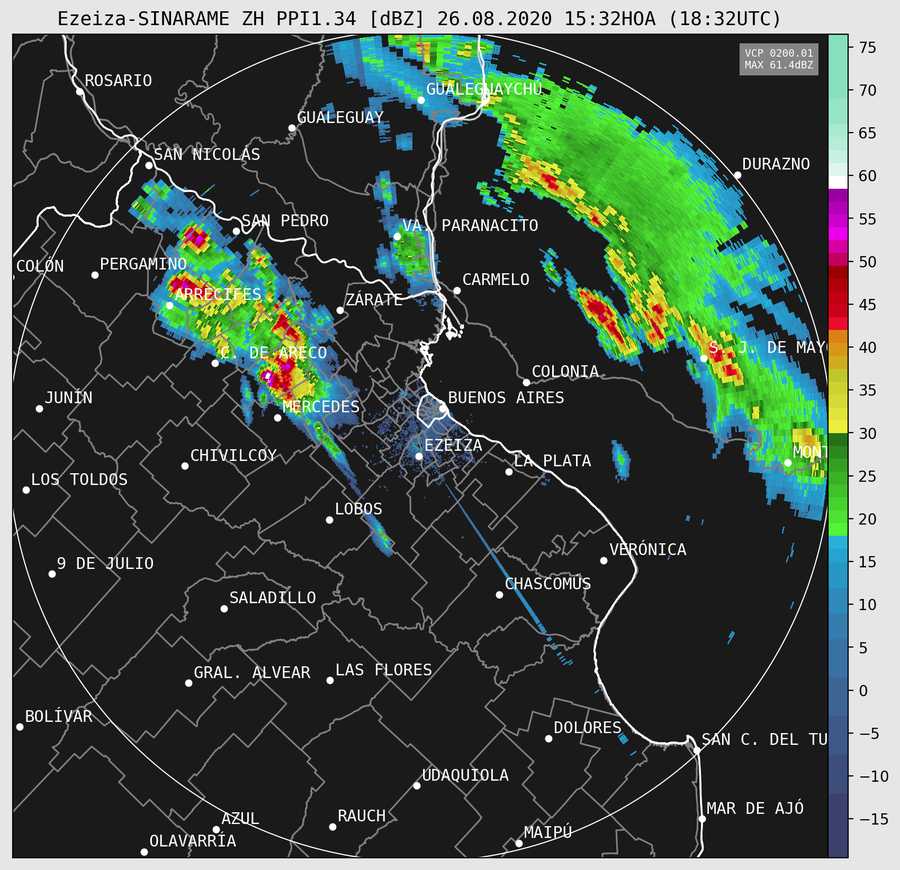 Ezeiza-SINARAME ZH PPI1.34 [dBZ] 26.08.2020 15:32HOA (18:32UTC)
VCP 0200.01
MAX 61.4dBZ
ROSARIO
GUALEGUAYCHÚ
GUALEGUAY
SAN NICOLÁS
DURAZNO
SAN PEDRO
VA. PARANACITO
COLÓN
PERGAMINO
CARMELO
ARRECIFES
ZÁRATE
C. DE ARECO
S. J. DE MAY
COLONIA
JUNÍN
MERCEDES
BUENOS AIRES
EZEIZA
MONT
CHIVILCOY
LA PLATA
LOS TOLDOS
LOBOS
VERÓNICA
9 DE JULIO
CHASCOMÚS
SALADILLO
GRAL. ALVEAR
LAS FLORES
BOLÍVAR
DOLORES
SAN C. DEL TU
UDAQUIOLA
MAR DE AJÓ
AZUL
RAUCH
MAIPÚ
OLAVARRÍA
75
70
65
60
55
50
45
40
35
30
25
20
15
10
5
0
−5
−10
−15